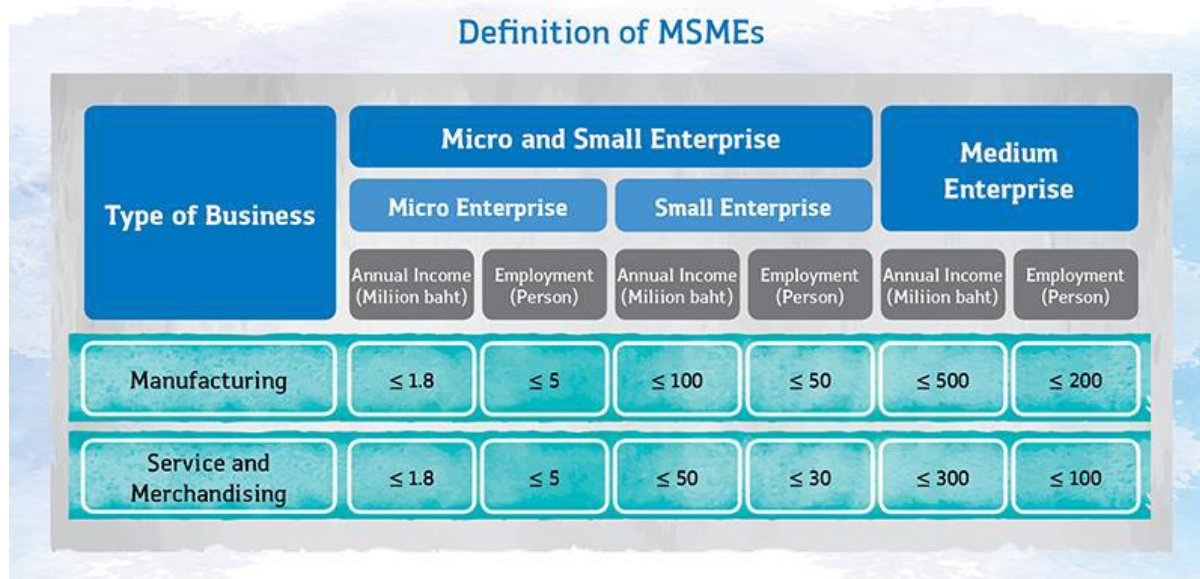 Definition of MSMEs
Type of Business
Micro and Small Enterprise
Medium
Enterprise
Micro Enterprise
Small Enterprise
Annual Income
(Miliion baht)
Employment
(Person)
Annual Income
(Miliion baht)
Employment
(Person)
Annual Income
(Miliion baht)
Employment
(Person)
Manufacturing
≤ 1.8
≤ 5
≤ 100
≤ 50
≤ 500
≤ 200
Service and
Merchandising
≤ 1.8
≤ 5
≤ 50
≤ 30
≤ 300
≤ 100